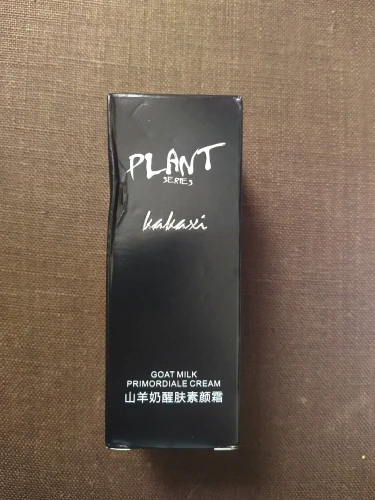 PLANT
SERIES
kakaxi
GOAT MILK
PRIMORDIALE CREAM
山羊奶醒肤素颜霜